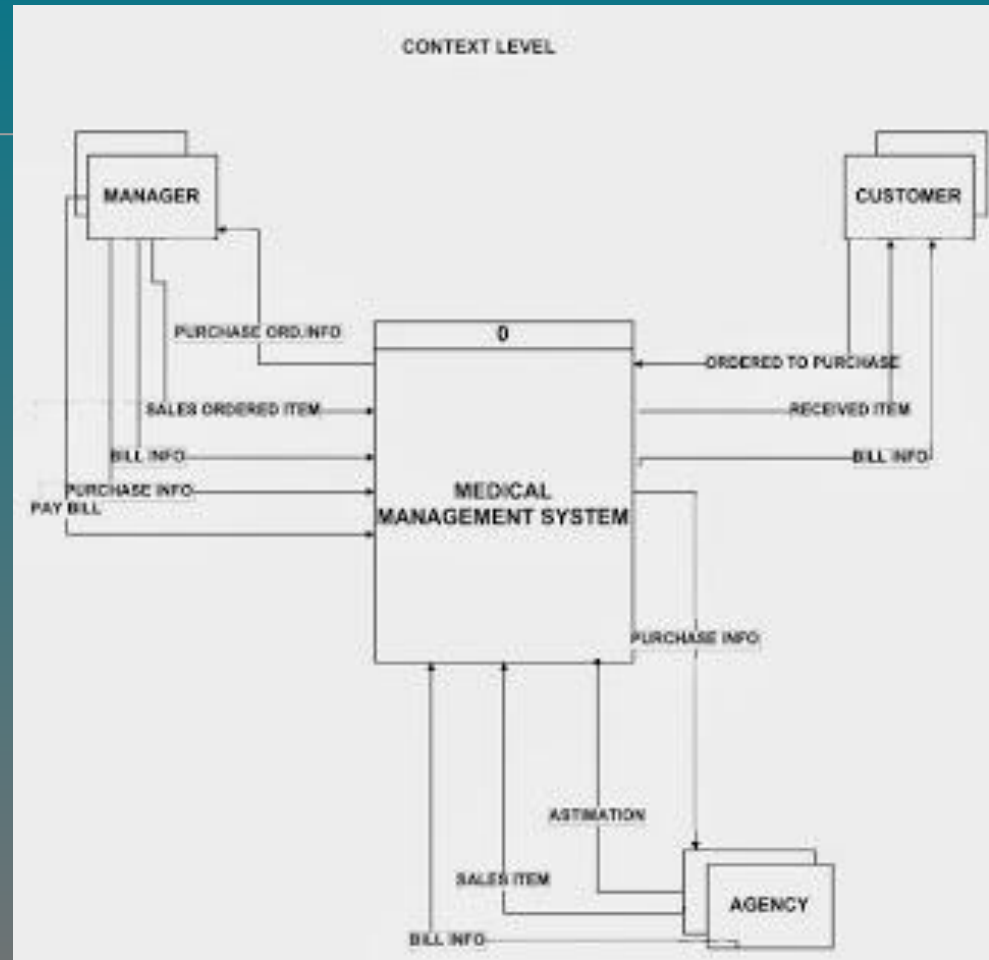 CONTEXT LEVEL
MANAGER
CUSTOMER
PURCHASE ORD.INFO
0
ORDERED TO PURCHASE
SALES ORDERED ITEM
RECEIVED ITEM
BILL INFO
BILL INFO
PURCHASE INFO
PAY BILL
MEDICAL
MANAGEMENT SYSTEM
PURCHASE INFO
ASTIMATION
SALES ITEM
AGENCY
BILL INFO